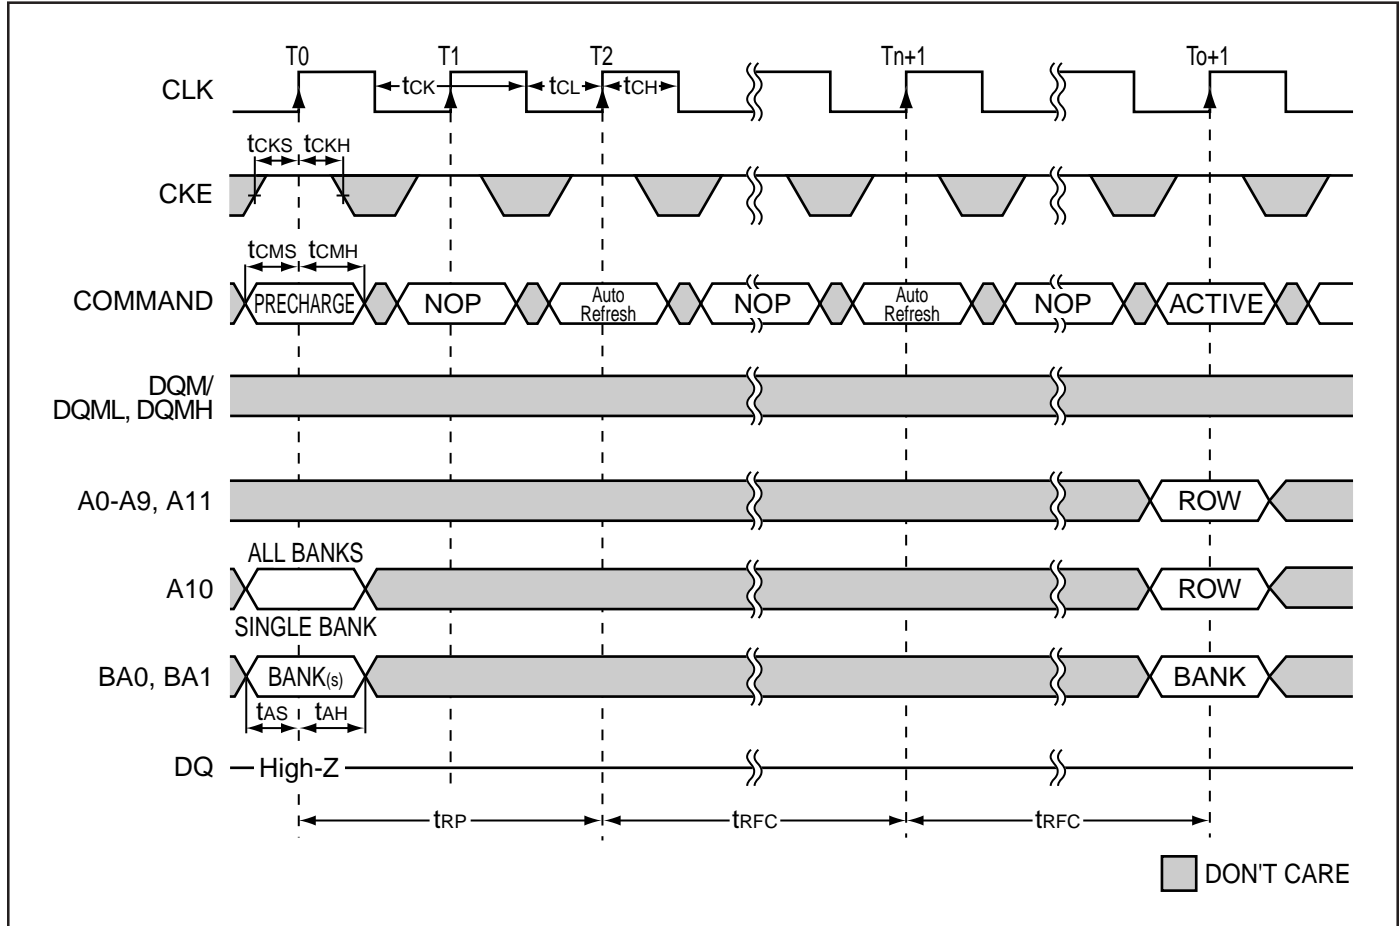 T0 T1 T2 Tn+1 To+1
CLK tCK tCL tCH
tCKS tCKH
CKE
tCMS tCMH
COMMAND PRECHARGE NOP Auto Refresh NOP Auto Refresh NOP ACTIVE
DQM/
DQML, DQMH
A0-A9, A11 ROW
ALL BANKS
A10 ROW
SINGLE BANK
BA0, BA1 BANK(s) BANK
tAS tAH
DQ High-Z
tRP tRFC tRFC
DON'T CARE